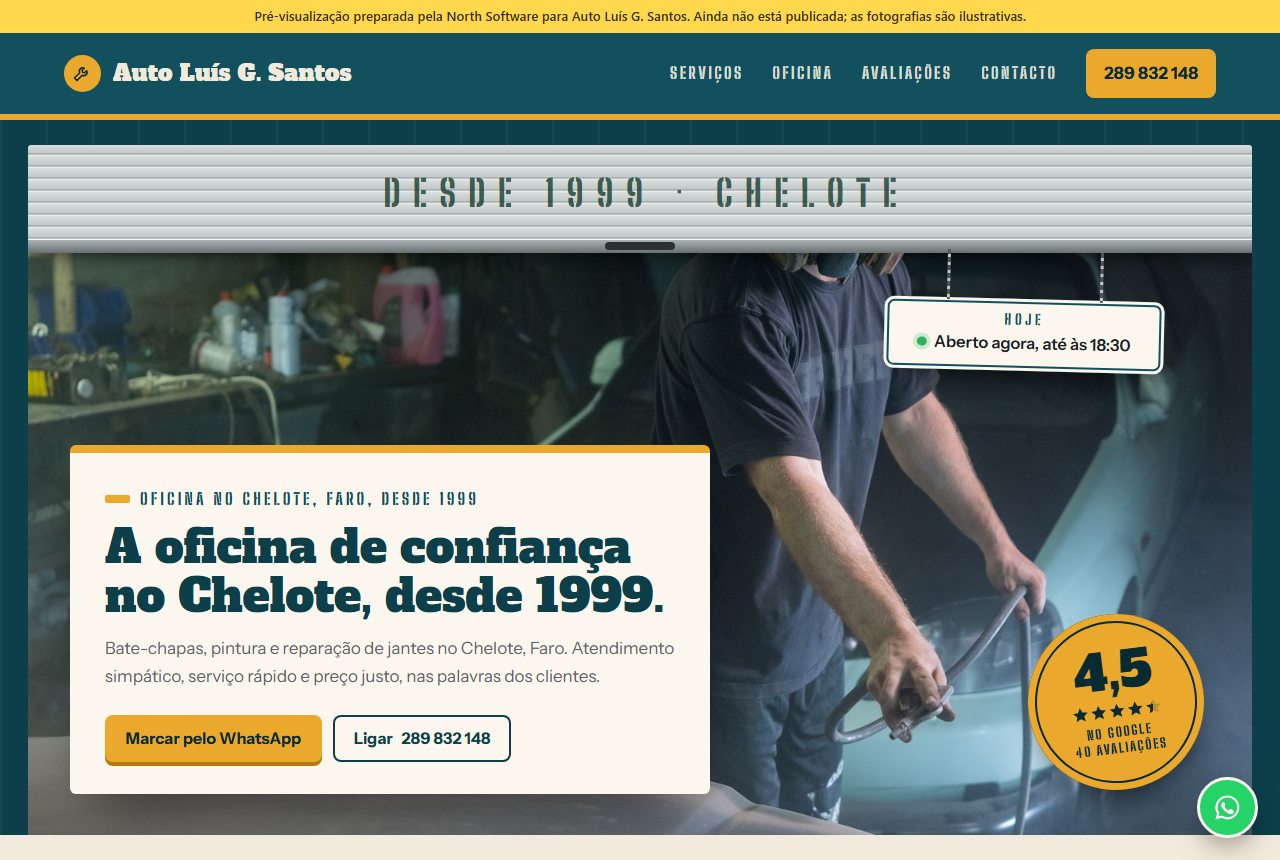 Pré-visualização preparada pela North Software para Auto Luís G. Santos. Ainda não está publicada; as fotografias são ilustrativas.
Auto Luís G. Santos
SERVIÇOS
OFICINA
AVALIAÇÕES
CONTACTO
289 832 148
DESDE 1999 · CHELOTE
HOJE
Aberto agora, até às 18:30
OFICINA NO CHELOTE, FARO, DESDE 1999
A oficina de confiança
no Chelote, desde 1999.
Bate-chapas, pintura e reparação de jantes no Chelote, Faro. Atendimento
simpático, serviço rápido e preço justo, nas palavras dos clientes.
Marcar pelo WhatsApp
Ligar 289 832 148
4,5
NO GOOGLE
40 AVALIAÇÕES